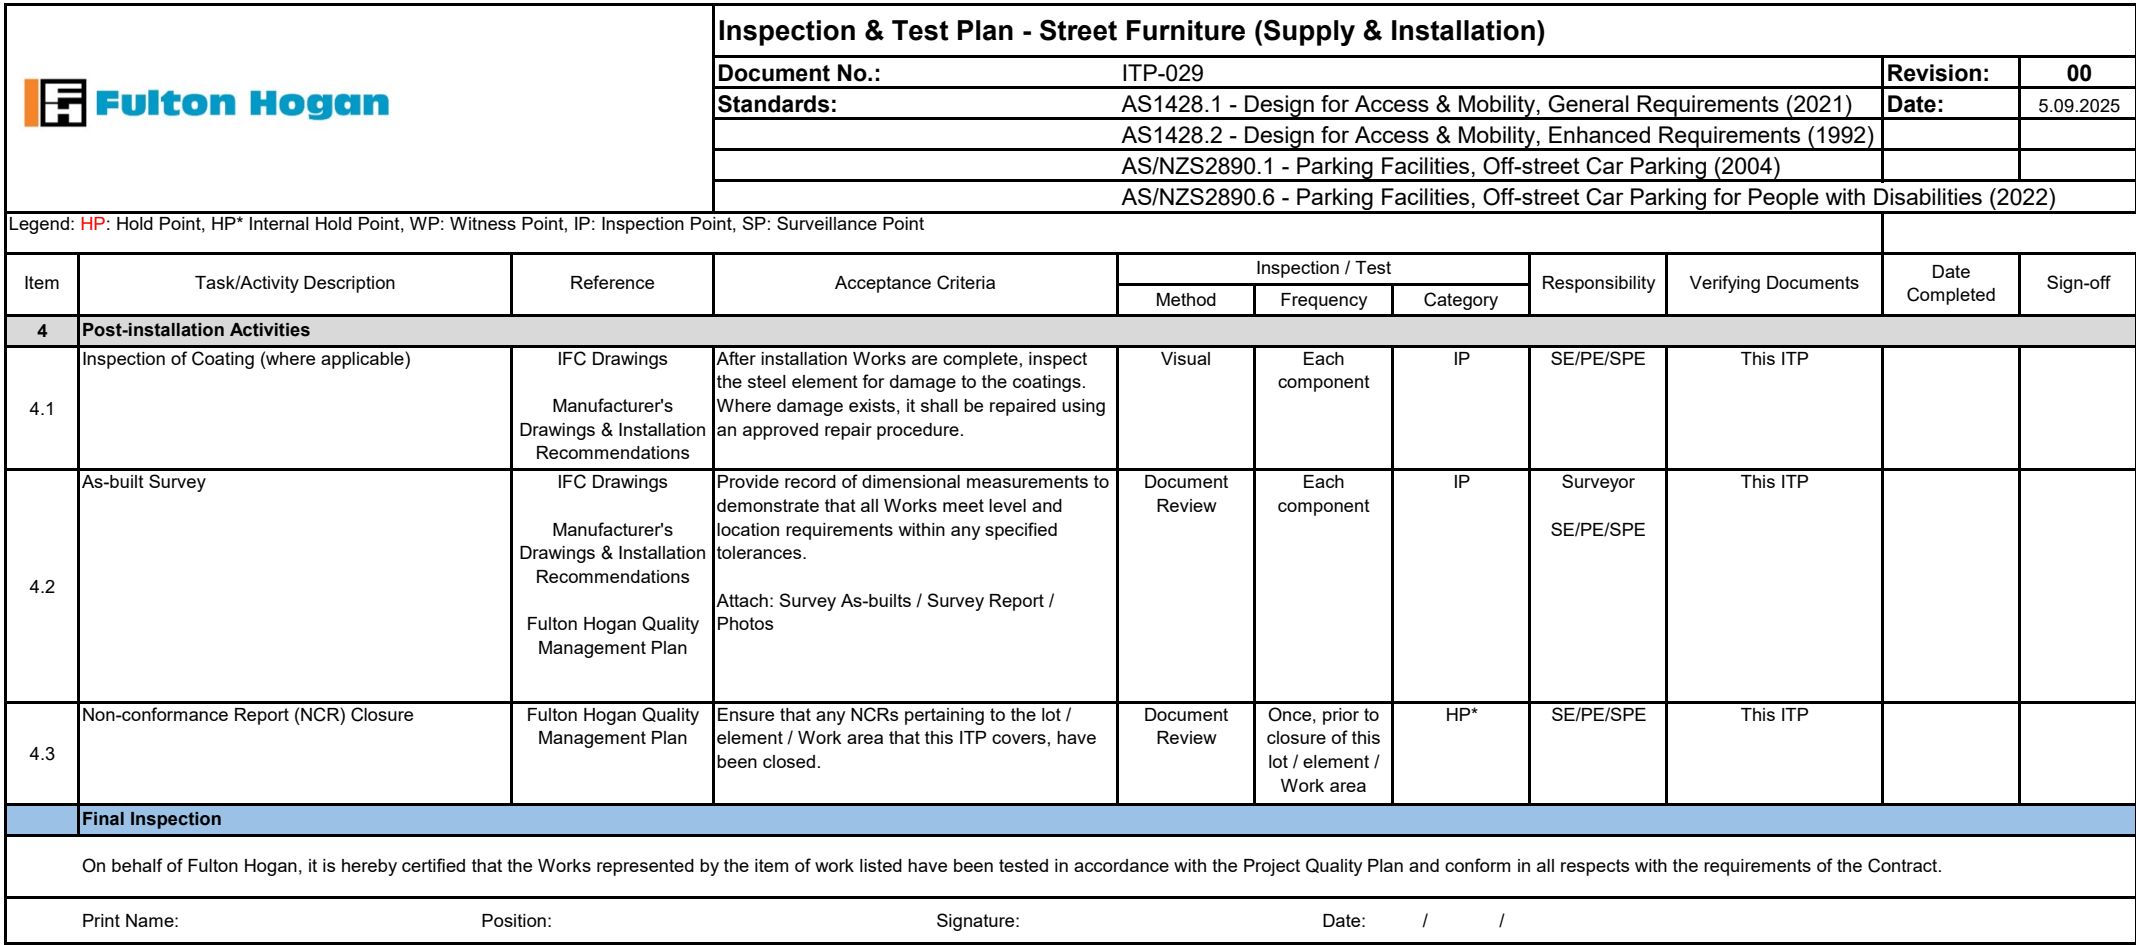 Fulton Hogan
Inspection & Test Plan - Street Furniture (Supply & Installation)
Document No.: ITP-029 Revision: 00
Standards: AS1428.1 - Design for Access & Mobility, General Requirements (2021) Date: 5.09.2025
AS1428.2 - Design for Access & Mobility, Enhanced Requirements (1992)
AS/NZS2890.1 - Parking Facilities, Off-street Car Parking (2004)
AS/NZS2890.6 - Parking Facilities, Off-street Car Parking for People with Disabilities (2022)
Legend: HP: Hold Point, HP* Internal Hold Point, WP: Witness Point, IP: Inspection Point, SP: Surveillance Point
Item
Task/Activity Description
Reference
Acceptance Criteria
Inspection / Test
Method
Frequency
Category
Responsibility
Verifying Documents
Date
Completed
Sign-off
4 Post-installation Activities
4.1
Inspection of Coating (where applicable)
IFC Drawings
Manufacturer's
Drawings & Installation
Recommendations
After installation Works are complete, inspect
the steel element for damage to the coatings.
Where damage exists, it shall be repaired using
an approved repair procedure.
Visual
Each
component
IP
SE/PE/SPE
This ITP
4.2
As-built Survey
IFC Drawings
Manufacturer's
Drawings & Installation
Recommendations
Fulton Hogan Quality
Management Plan
Provide record of dimensional measurements to
demonstrate that all Works meet level and
location requirements within any specified
tolerances.
Attach: Survey As-builts / Survey Report /
Photos
Document
Review
Each
component
IP
Surveyor
SE/PE/SPE
This ITP
4.3
Non-conformance Report (NCR) Closure
Fulton Hogan Quality
Management Plan
Ensure that any NCRs pertaining to the lot /
element / Work area that this ITP covers, have
been closed.
Document
Review
Once, prior to
closure of this
lot / element /
Work area
HP*
SE/PE/SPE
This ITP
Final Inspection
On behalf of Fulton Hogan, it is hereby certified that the Works represented by the item of work listed have been tested in accordance with the Project Quality Plan and conform in all respects with the requirements of the Contract.
Print Name: Position: Signature: Date: / /